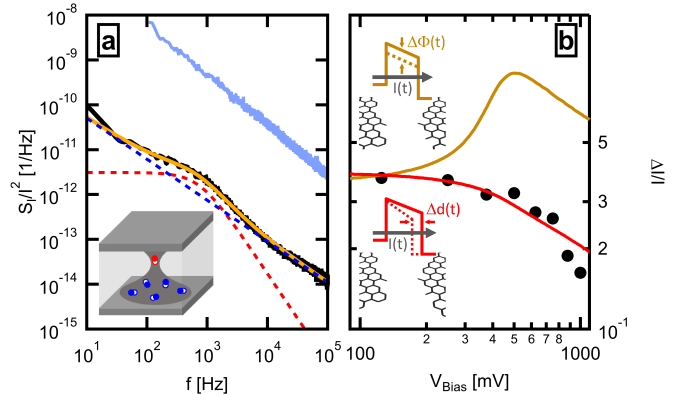 a
10⁻⁸
10⁻⁹
10⁻¹⁰
10⁻¹¹
10⁻¹²
10⁻¹³
10⁻¹⁴
10⁻¹⁵
S_I/I² [1/Hz]
10¹ 10² 10³ 10⁴ 10⁵
f [Hz]
b
ΔΦ(t)
I(t)
Δd(t)
I(t)
5
3
2
10⁻¹
ΔI/I
100 2 3 4 5 6 7 8 1000
V_Bias [mV]